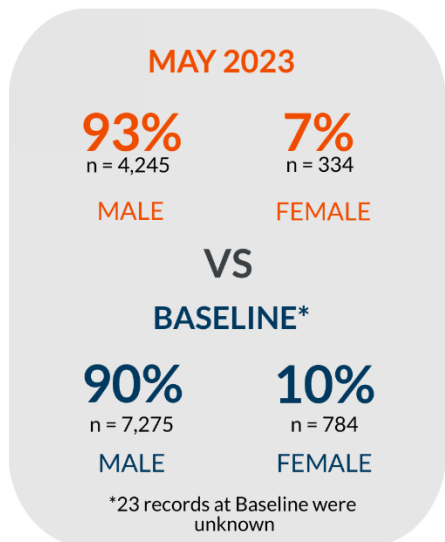 MAY 2023
93% 7%
n = 4,245 n = 334
MALE FEMALE
VS
BASELINE*
90% 10%
n = 7,275 n = 784
MALE FEMALE
*23 records at Baseline were
unknown